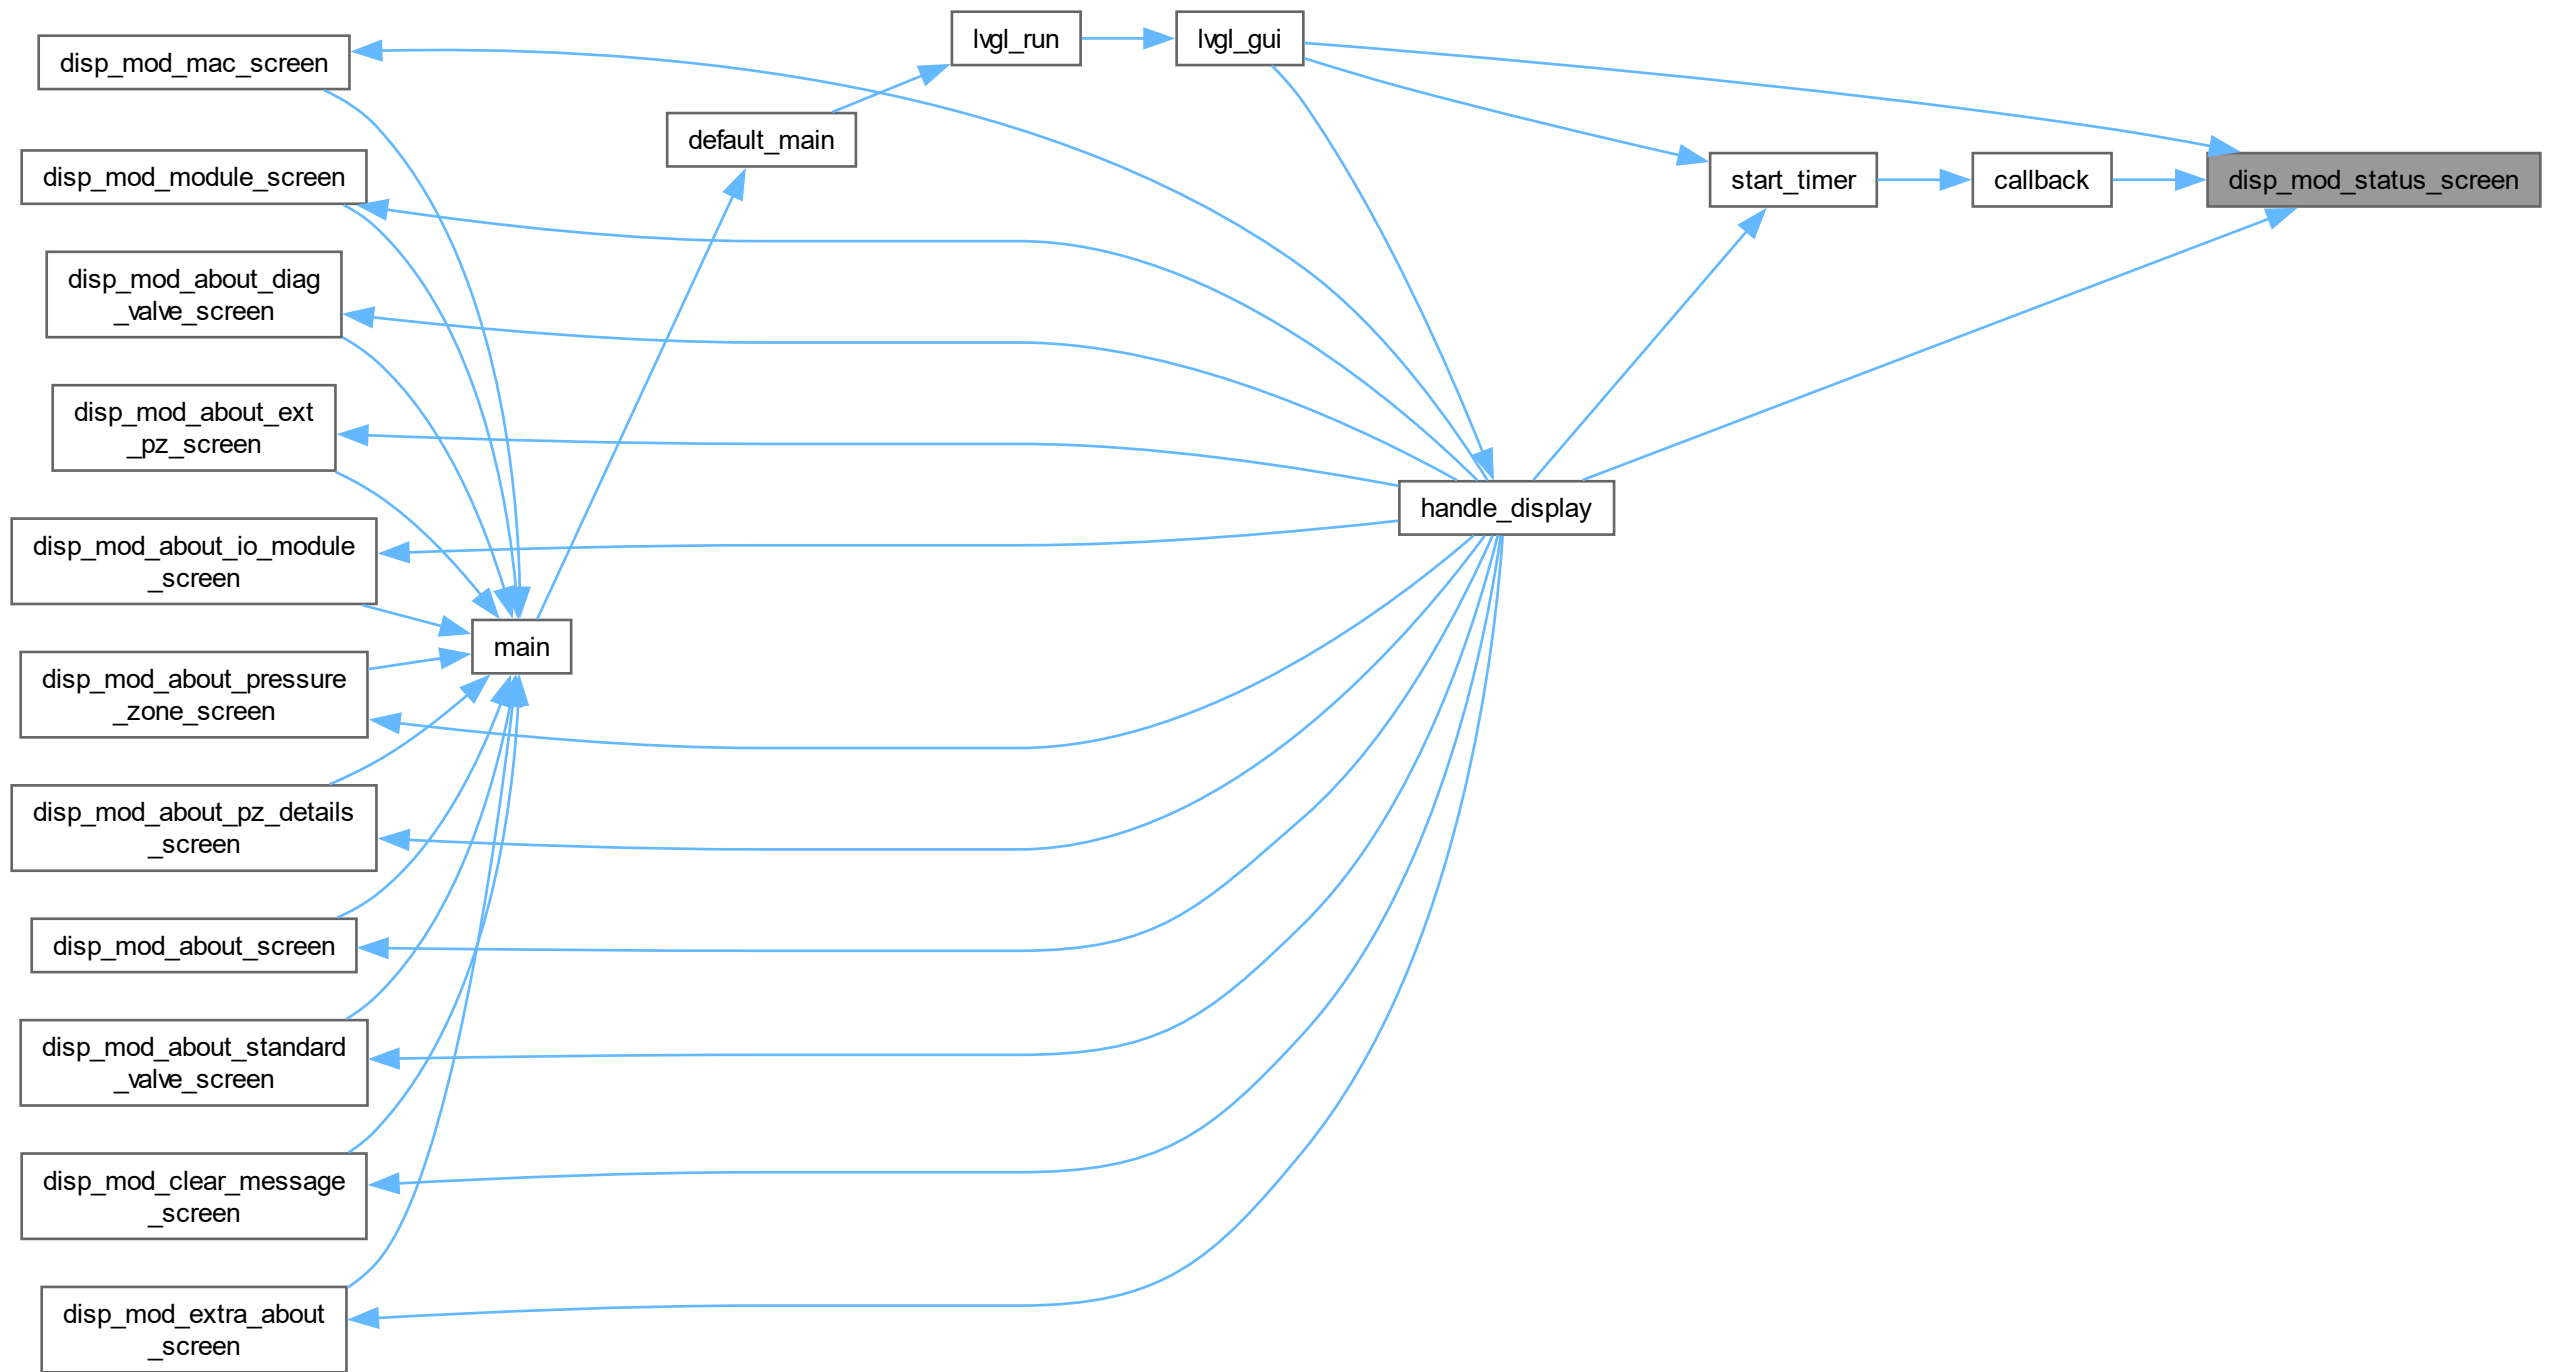 lvgl_run
lvgl_gui
disp_mod_mac_screen
default_main
disp_mod_module_screen
start_timer
callback
disp_mod_status_screen
disp_mod_about_diag
_valve_screen
disp_mod_about_ext
_pz_screen
handle_display
disp_mod_about_io_module
_screen
main
disp_mod_about_pressure
_zone_screen
disp_mod_about_pz_details
_screen
disp_mod_about_screen
disp_mod_about_standard
_valve_screen
disp_mod_clear_message
_screen
disp_mod_extra_about
_screen